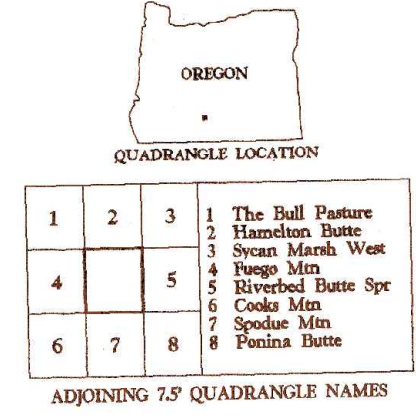 OREGON
QUADRANGLE LOCATION
1 2 3
4 5
6 7 8
1 The Bull Pasture
2 Hamelton Butte
3 Sycan Marsh West
4 Fuego Mtn
5 Riverbed Butte Spr
6 Cooks Mtn
7 Spodue Mtn
8 Ponina Butte
ADJOINING 7.5' QUADRANGLE NAMES